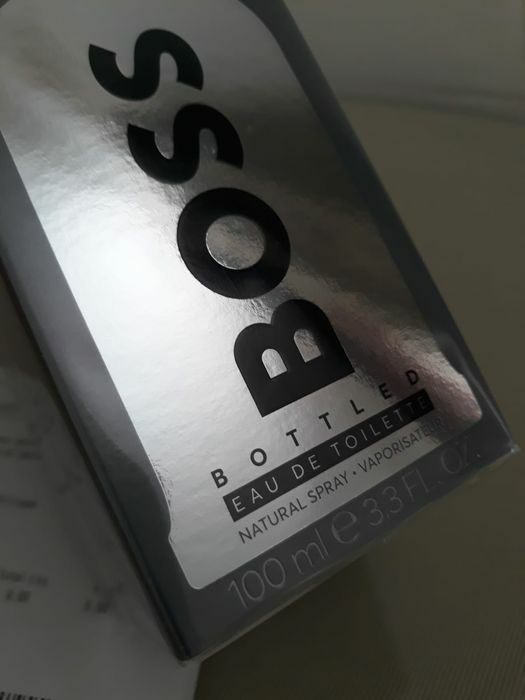 BOSS
BOTTLED
EAU DE TOILETTE
NATURAL SPRAY · VAPORISATEUR
100 ml e 3.3 FL. OZ.